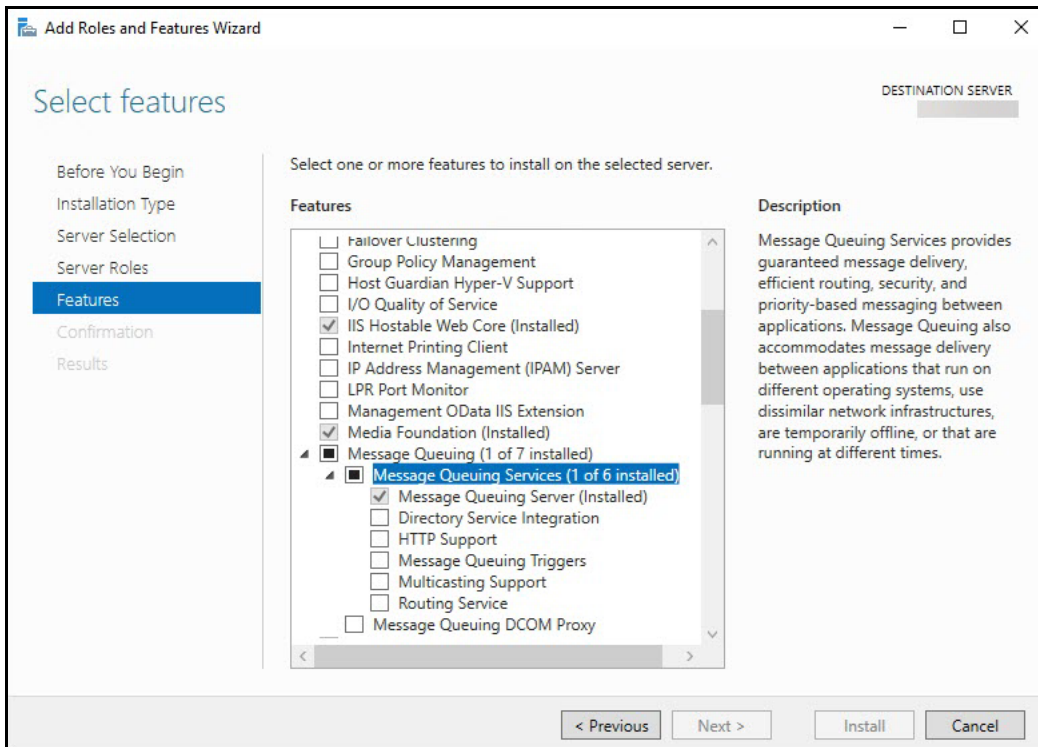 Add Roles and Features Wizard
Select features
DESTINATION SERVER
Before You Begin
Installation Type
Server Selection
Server Roles
Features
Confirmation
Results
Select one or more features to install on the selected server.
Features
Failover Clustering
Group Policy Management
Host Guardian Hyper-V Support
I/O Quality of Service
IIS Hostable Web Core (Installed)
Internet Printing Client
IP Address Management (IPAM) Server
LPR Port Monitor
Management OData IIS Extension
Media Foundation (Installed)
Message Queuing (1 of 7 installed)
Message Queuing Services (1 of 6 installed)
Message Queuing Server (Installed)
Directory Service Integration
HTTP Support
Message Queuing Triggers
Multicasting Support
Routing Service
Message Queuing DCOM Proxy
Description
Message Queuing Services provides
guaranteed message delivery,
efficient routing, security, and
priority-based messaging between
applications. Message Queuing also
accommodates message delivery
between applications that run on
different operating systems, use
dissimilar network infrastructures,
are temporarily offline, or that are
running at different times.
< Previous
Next >
Install
Cancel